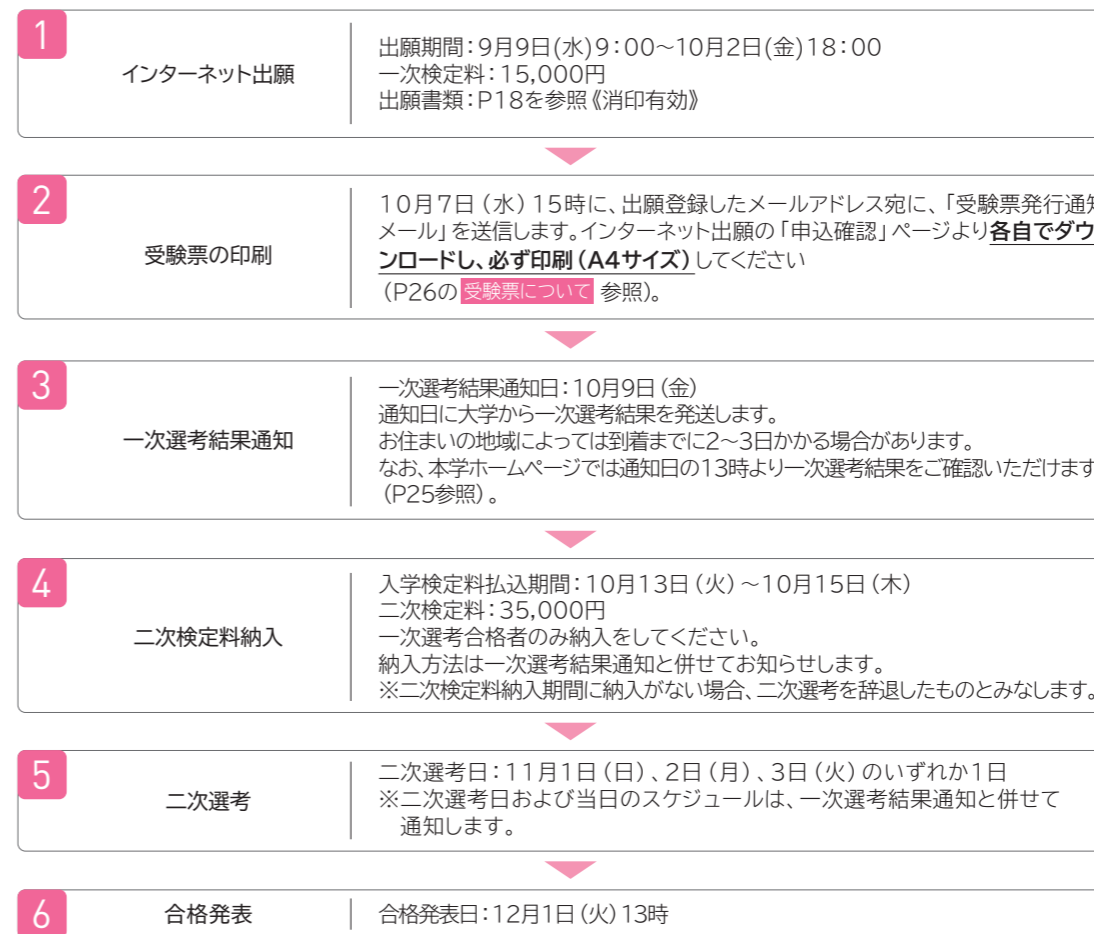 1
インターネット出願
出願期間：9月9日(水)9：00～10月2日(金)18：00
一次検定料：15,000円
出願書類：P18を参照《消印有効》
2
受験票の印刷
10月7日（水）15時に、出願登録したメールアドレス宛に、「受験票発行通知
メール」を送信します。インターネット出願の「申込確認」ページより各自でダウ
ンロードし、必ず印刷（A4サイズ）してください
（P26の 受験票について 参照）。
3
一次選考結果通知
一次選考結果通知日：10月9日（金）
通知日に大学から一次選考結果を発送します。
お住まいの地域によっては到着までに2～3日かかる場合があります。
なお、本学ホームページでは通知日の13時より一次選考結果をご確認いただけます
（P25参照）。
4
二次検定料納入
入学検定料払込期間：10月13日（火）～10月15日（木）
二次検定料：35,000円
一次選考合格者のみ納入をしてください。
納入方法は一次選考結果通知と併せてお知らせします。
※二次検定料納入期間に納入がない場合、二次選考を辞退したものとみなします。
5
二次選考
二次選考日：11月1日（日）、2日（月）、3日（火）のいずれか1日
※二次選考日および当日のスケジュールは、一次選考結果通知と併せて
通知します。
6
合格発表
合格発表日：12月1日（火）13時